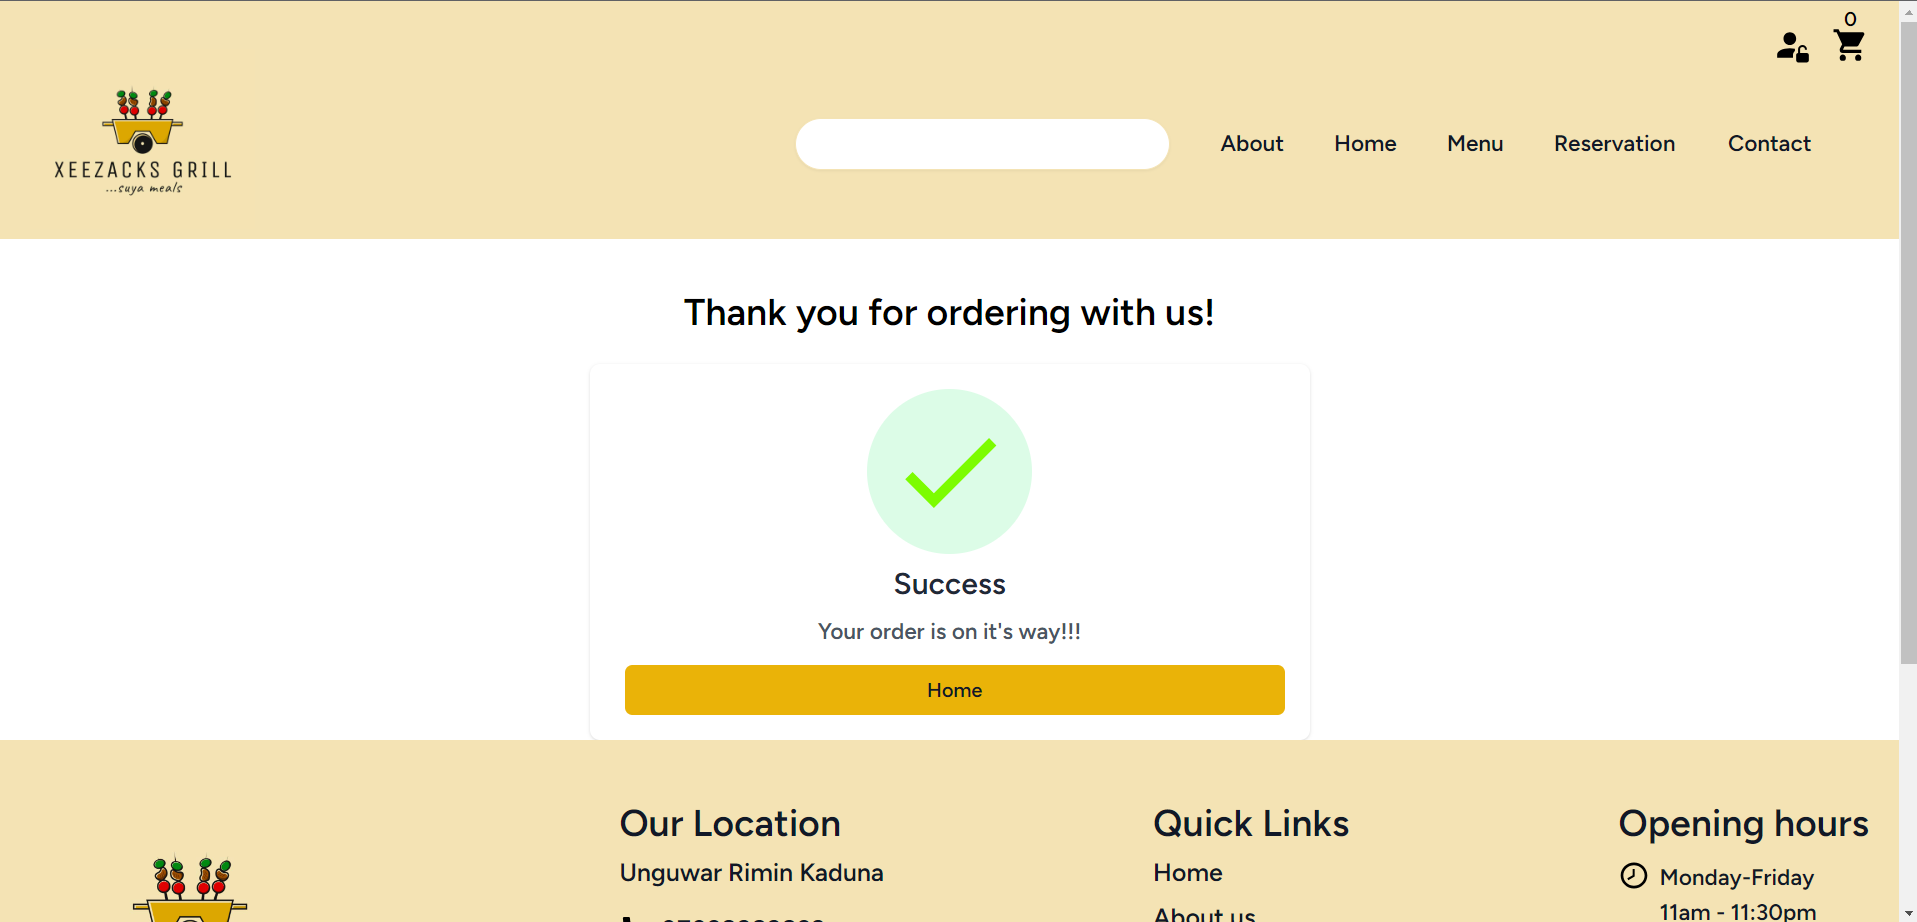 0
XEEZACKS GRILL
...suya meals
About Home Menu Reservation Contact
Thank you for ordering with us!
Success
Your order is on it's way!!!
Home
Our Location
Unguwar Rimin Kaduna
Quick Links
Home
About us
Opening hours
Monday-Friday
11am - 11:30pm